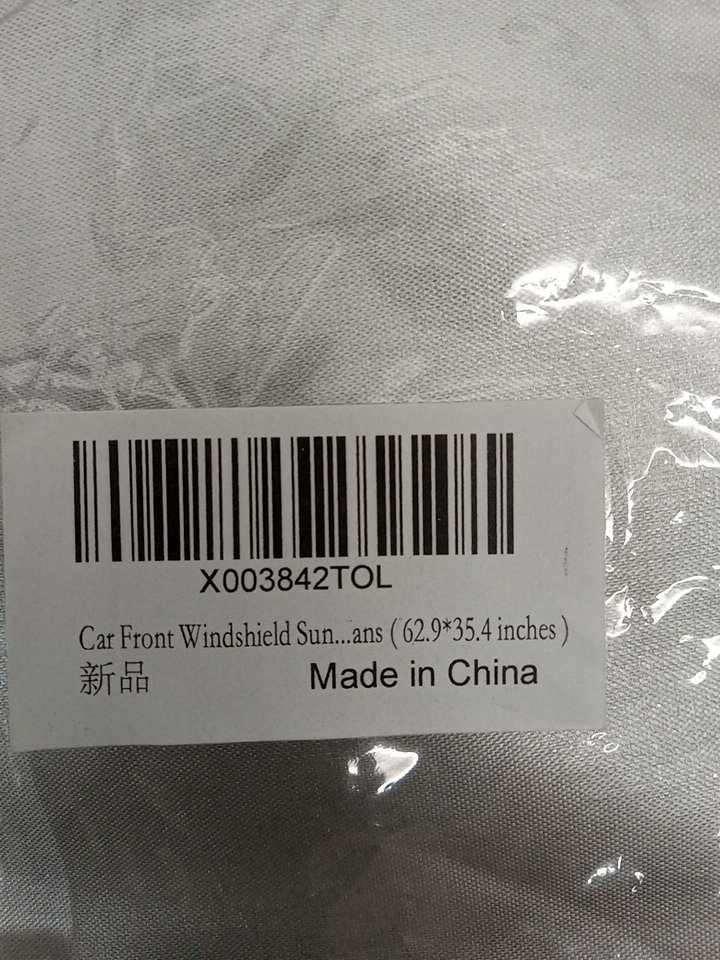 X003842TOL
Car Front Windshield Sun...ans ( 62.9*35.4 inches )
新品 Made in China